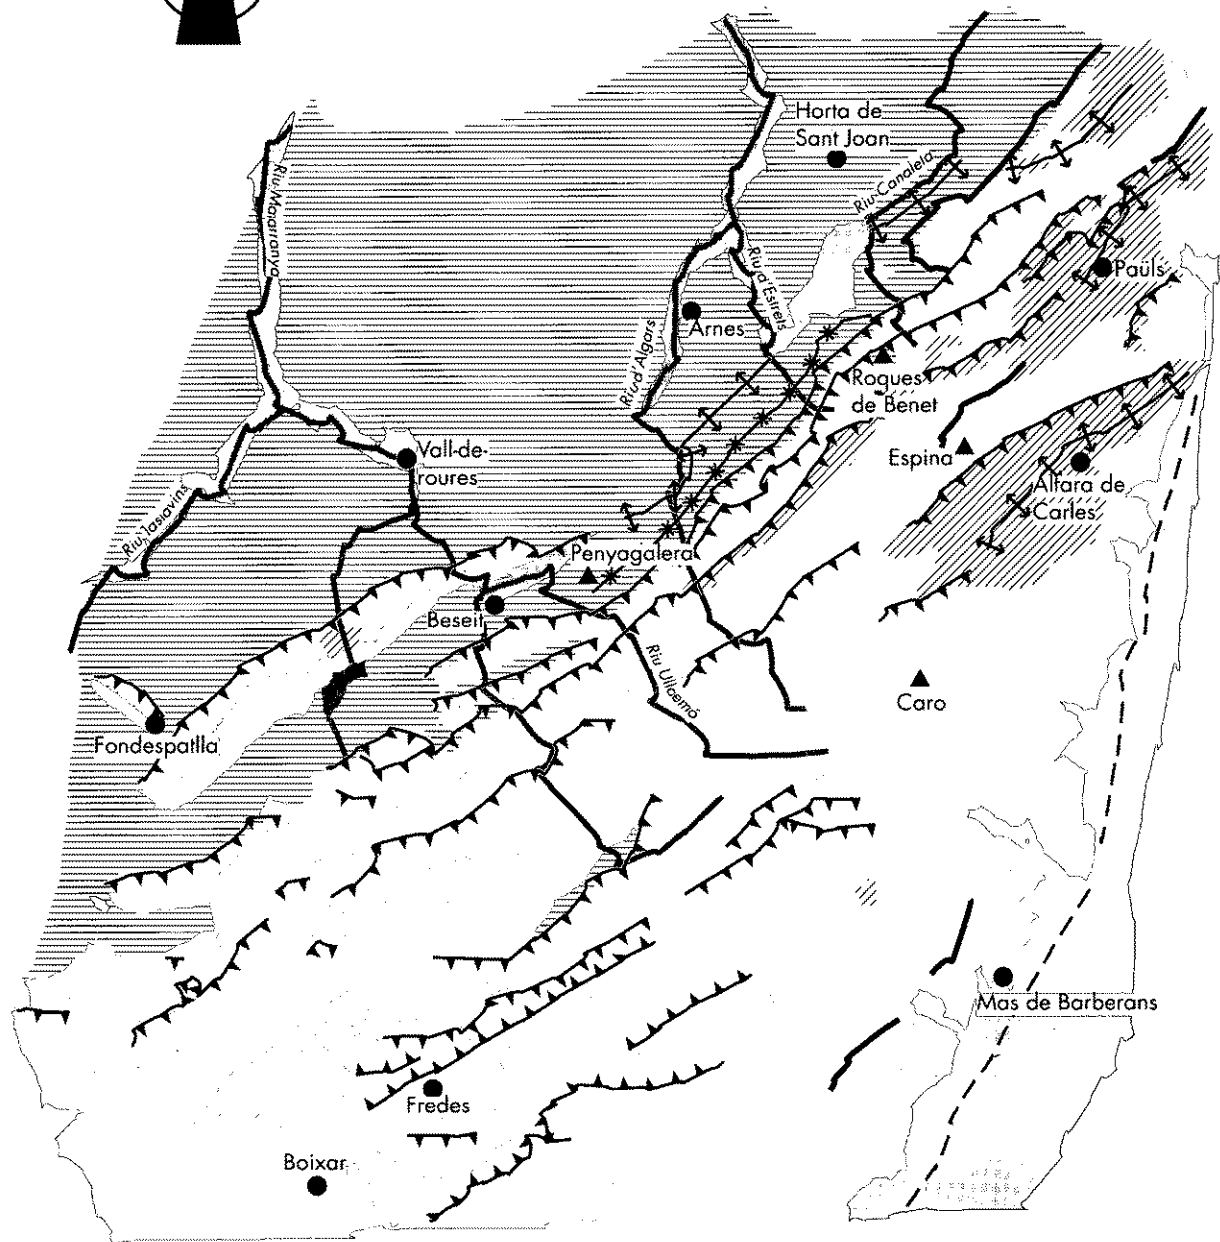 Horta de
Sant Joan
Riu Canaleta
Riu Matarranya
Paüls
Riu d'Estrets
Arnes
Riu d'Algars
Roques
de Benet
Vall-de-
roures
Espina
Alfara de
Carles
Riu Tastavins
Penyagalera
Beseit
Riu Ulldemó
Caro
Fondespatlla
Mas de Barberans
Fredes
Boixar